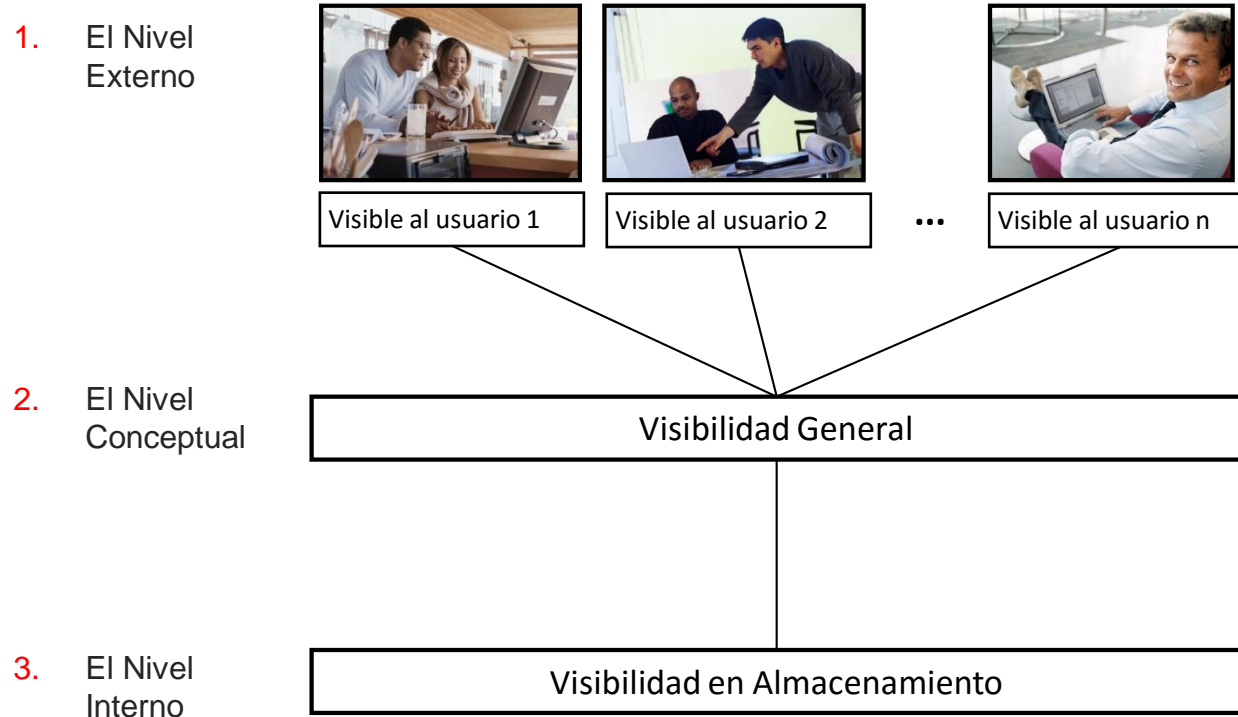 1. El Nivel
Externo
Visible al usuario 1
Visible al usuario 2
...
Visible al usuario n
2. El Nivel
Conceptual
Visibilidad General
3. El Nivel
Interno
Visibilidad en Almacenamiento